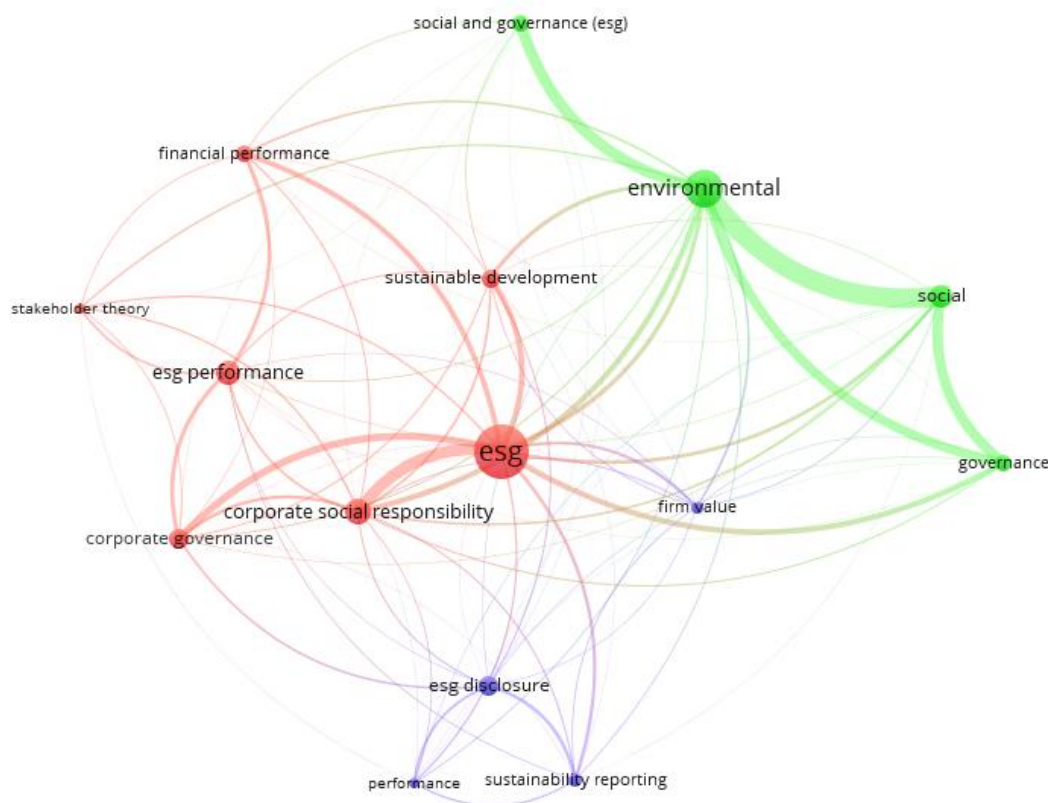 social and governance (esg)
financial performance
environmental
sustainable development
social
stakeholder theory
esg performance
esg
governance
corporate social responsibility
firm value
corporate governance
esg disclosure
performance
sustainability reporting